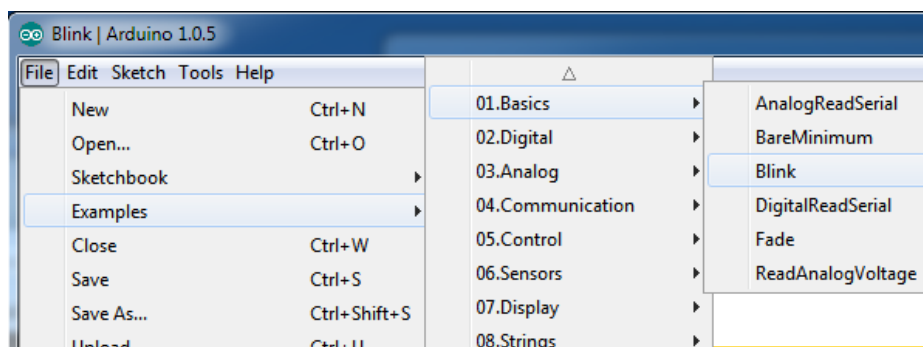 Blink | Arduino 1.0.5
File Edit Sketch Tools Help
New Ctrl+N
Open... Ctrl+O
Sketchbook
Examples
Close Ctrl+W
Save Ctrl+S
Save As... Ctrl+Shift+S
Upload Ctrl+U
01.Basics
02.Digital
03.Analog
04.Communication
05.Control
06.Sensors
07.Display
08.Strings
AnalogReadSerial
BareMinimum
Blink
DigitalReadSerial
Fade
ReadAnalogVoltage